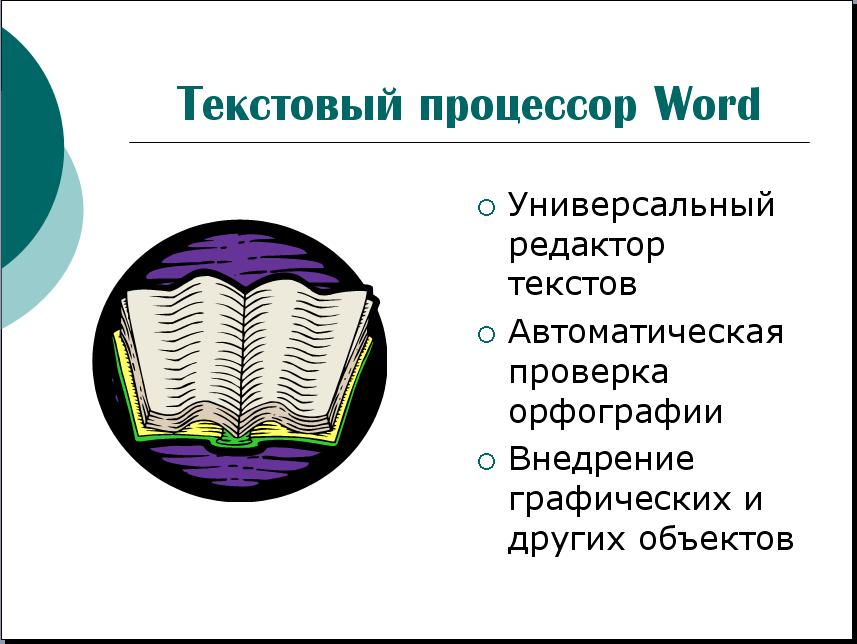 Текстовый процессор Word
Универсальный
редактор
текстов
Автоматическая
проверка
орфографии
Внедрение
графических и
других объектов